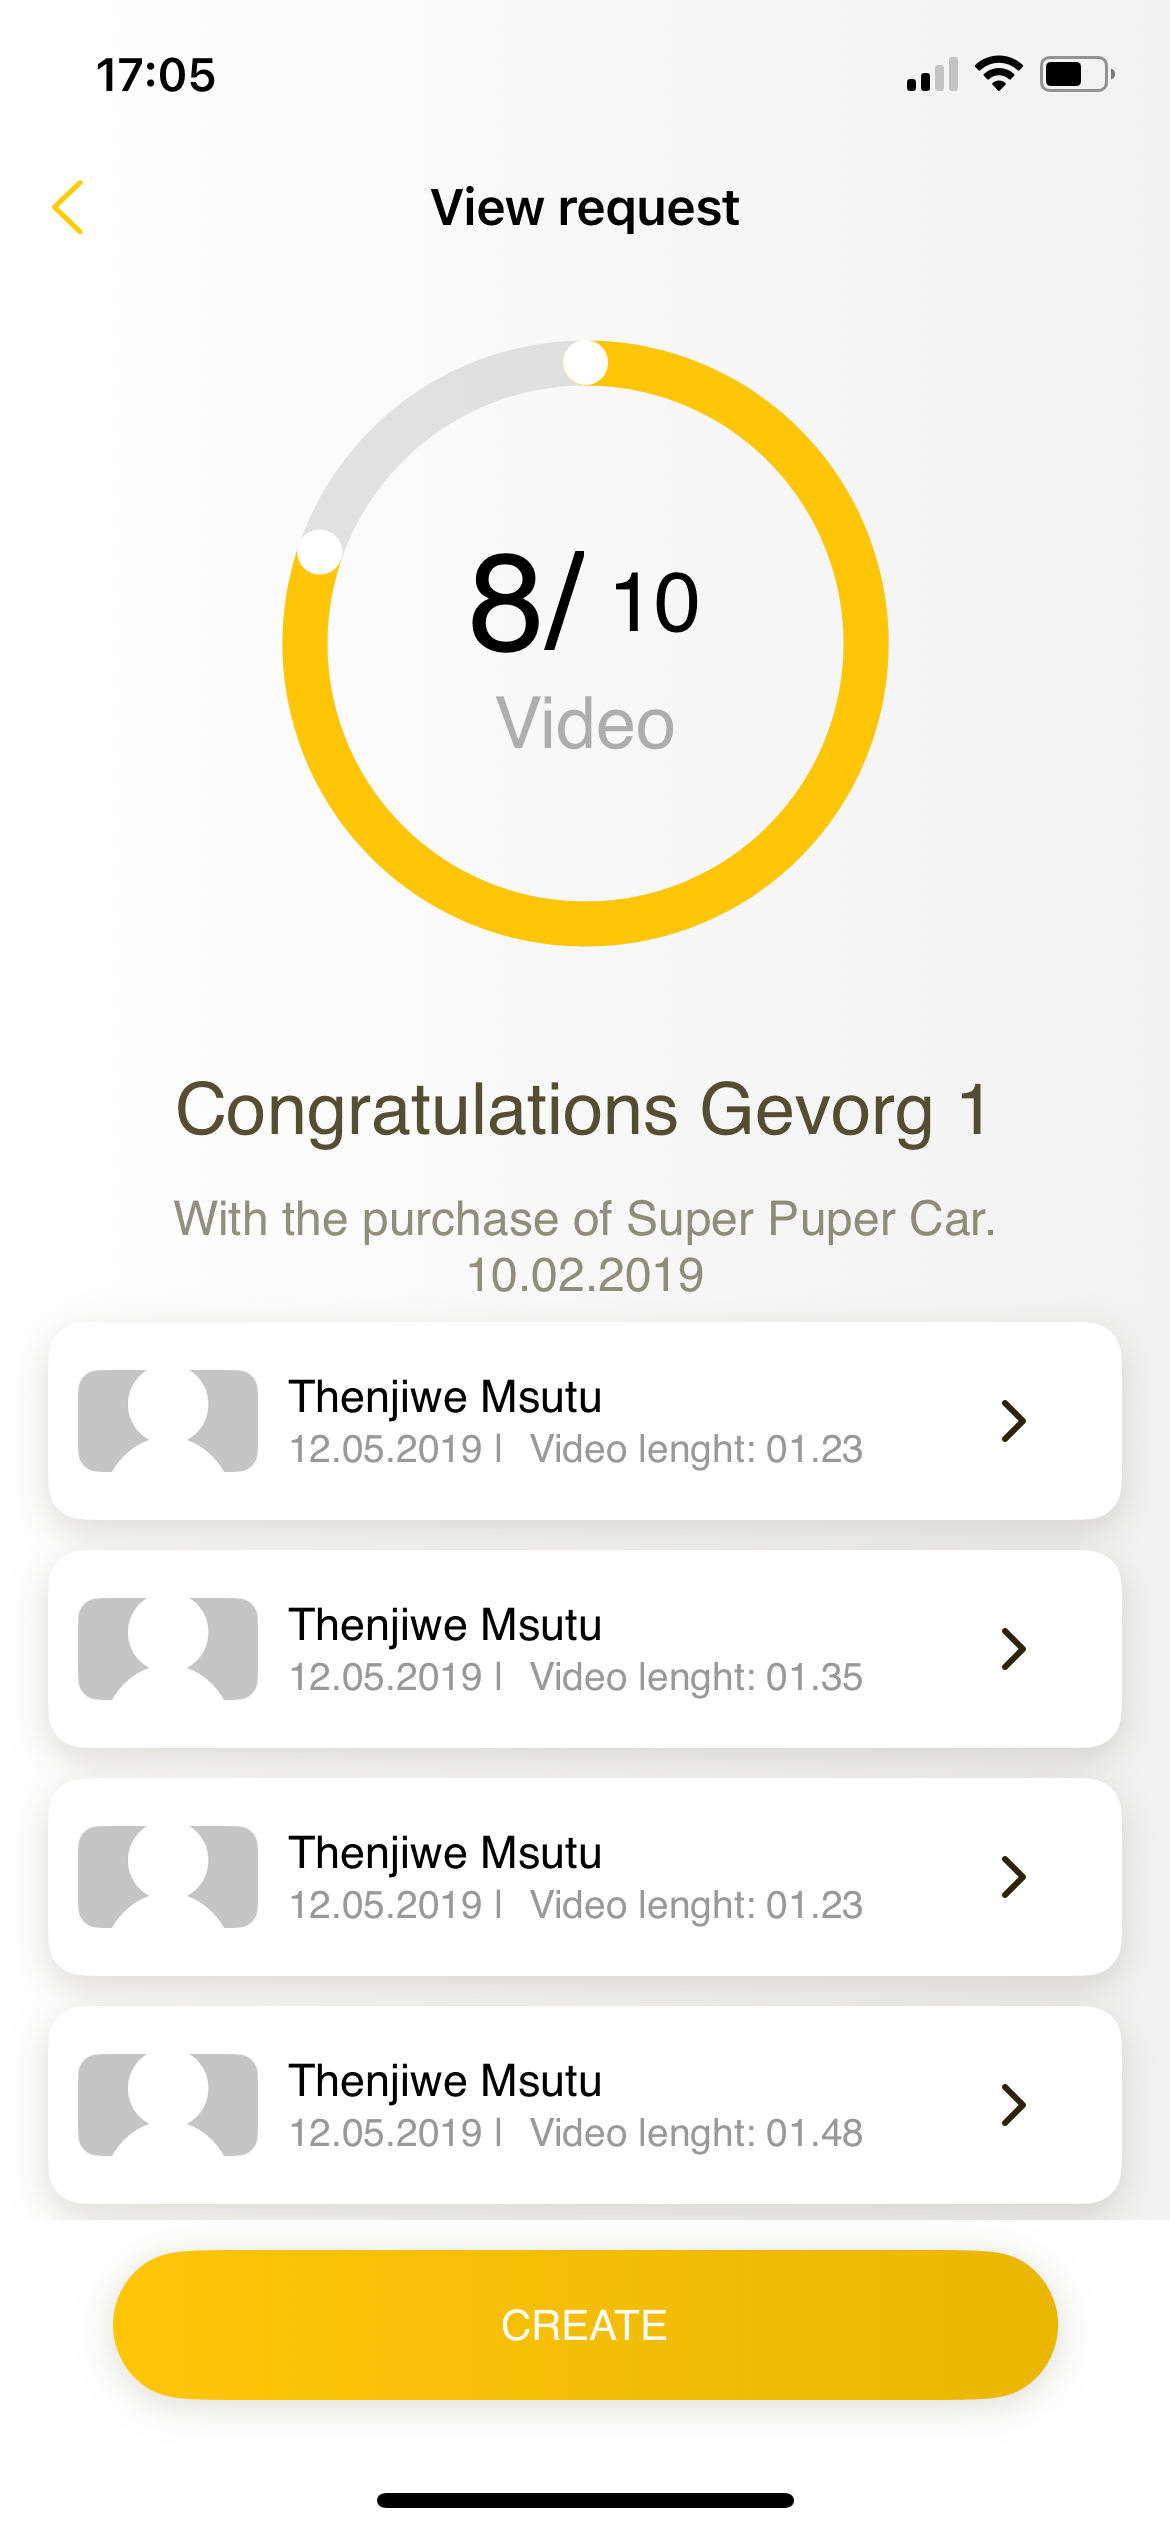 17:05
View request
8/ 10
Video
Congratulations Gevorg 1
With the purchase of Super Puper Car.
10.02.2019
Thenjiwe Msutu
12.05.2019 | Video lenght: 01.23
Thenjiwe Msutu
12.05.2019 | Video lenght: 01.35
Thenjiwe Msutu
12.05.2019 | Video lenght: 01.23
Thenjiwe Msutu
12.05.2019 | Video lenght: 01.48
CREATE